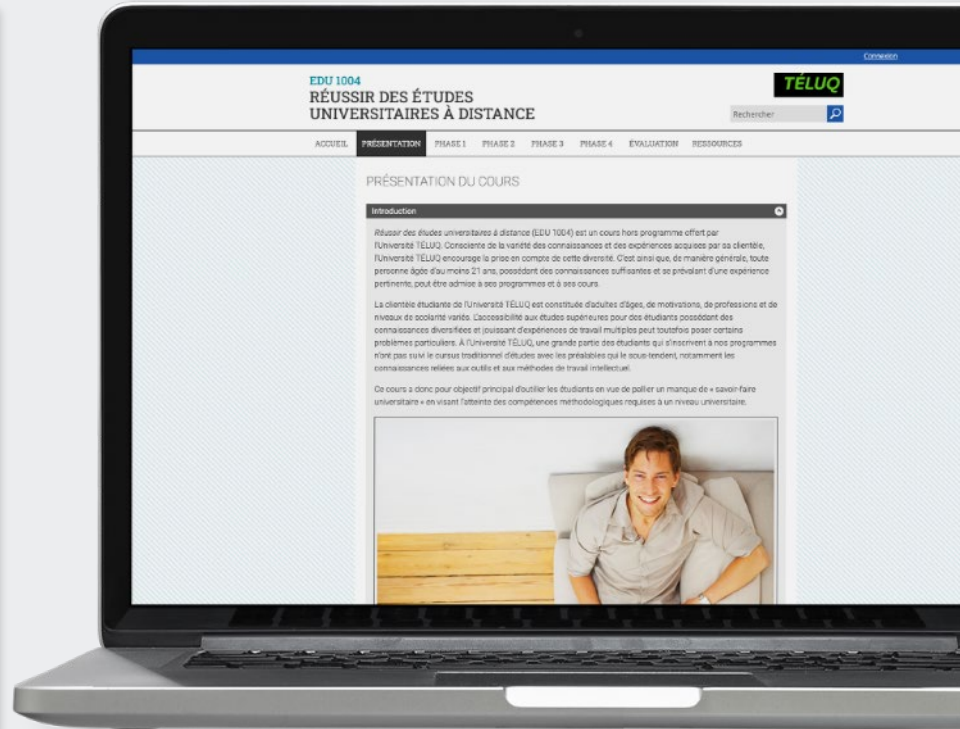 Connexion
EDU 1004
RÉUSSIR DES ÉTUDES
UNIVERSITAIRES À DISTANCE
TÉLUQ
Rechercher
ACCUEIL PRÉSENTATION PHASE 1 PHASE 2 PHASE 3 PHASE 4 ÉVALUATION RESSOURCES
PRÉSENTATION DU COURS
Introduction
Réussir des études universitaires à distance (EDU 1004) est un cours hors programme offert par
l'Université TÉLUQ. Consciente de la variété des connaissances et des expériences acquises par sa clientèle,
l'Université TÉLUQ encourage la prise en compte de cette diversité. C'est ainsi que, de manière générale, toute
personne âgée d'au moins 21 ans, possédant des connaissances suffisantes et se prévalant d'une expérience
pertinente, peut être admise à ses programmes et à ses cours.
La clientèle étudiante de l'Université TÉLUQ est constituée d'adultes d'âges, de motivations, de professions et de
niveaux de scolarité variés. L'accessibilité aux études supérieures pour des étudiants possédant des
connaissances diversifiées et jouissant d'expériences de travail multiples peut toutefois poser certains
problèmes particuliers. À l'Université TÉLUQ, une grande partie des étudiants qui s'inscrivent à nos programmes
n'ont pas suivi le cursus traditionnel d'études avec les préalables qui le sous-tendent, notamment les
connaissances reliées aux outils et aux méthodes de travail intellectuel.
Ce cours a donc pour objectif principal d'outiller les étudiants en vue de pallier un manque de « savoir-faire
universitaire » en visant l'atteinte des compétences méthodologiques requises à un niveau universitaire.